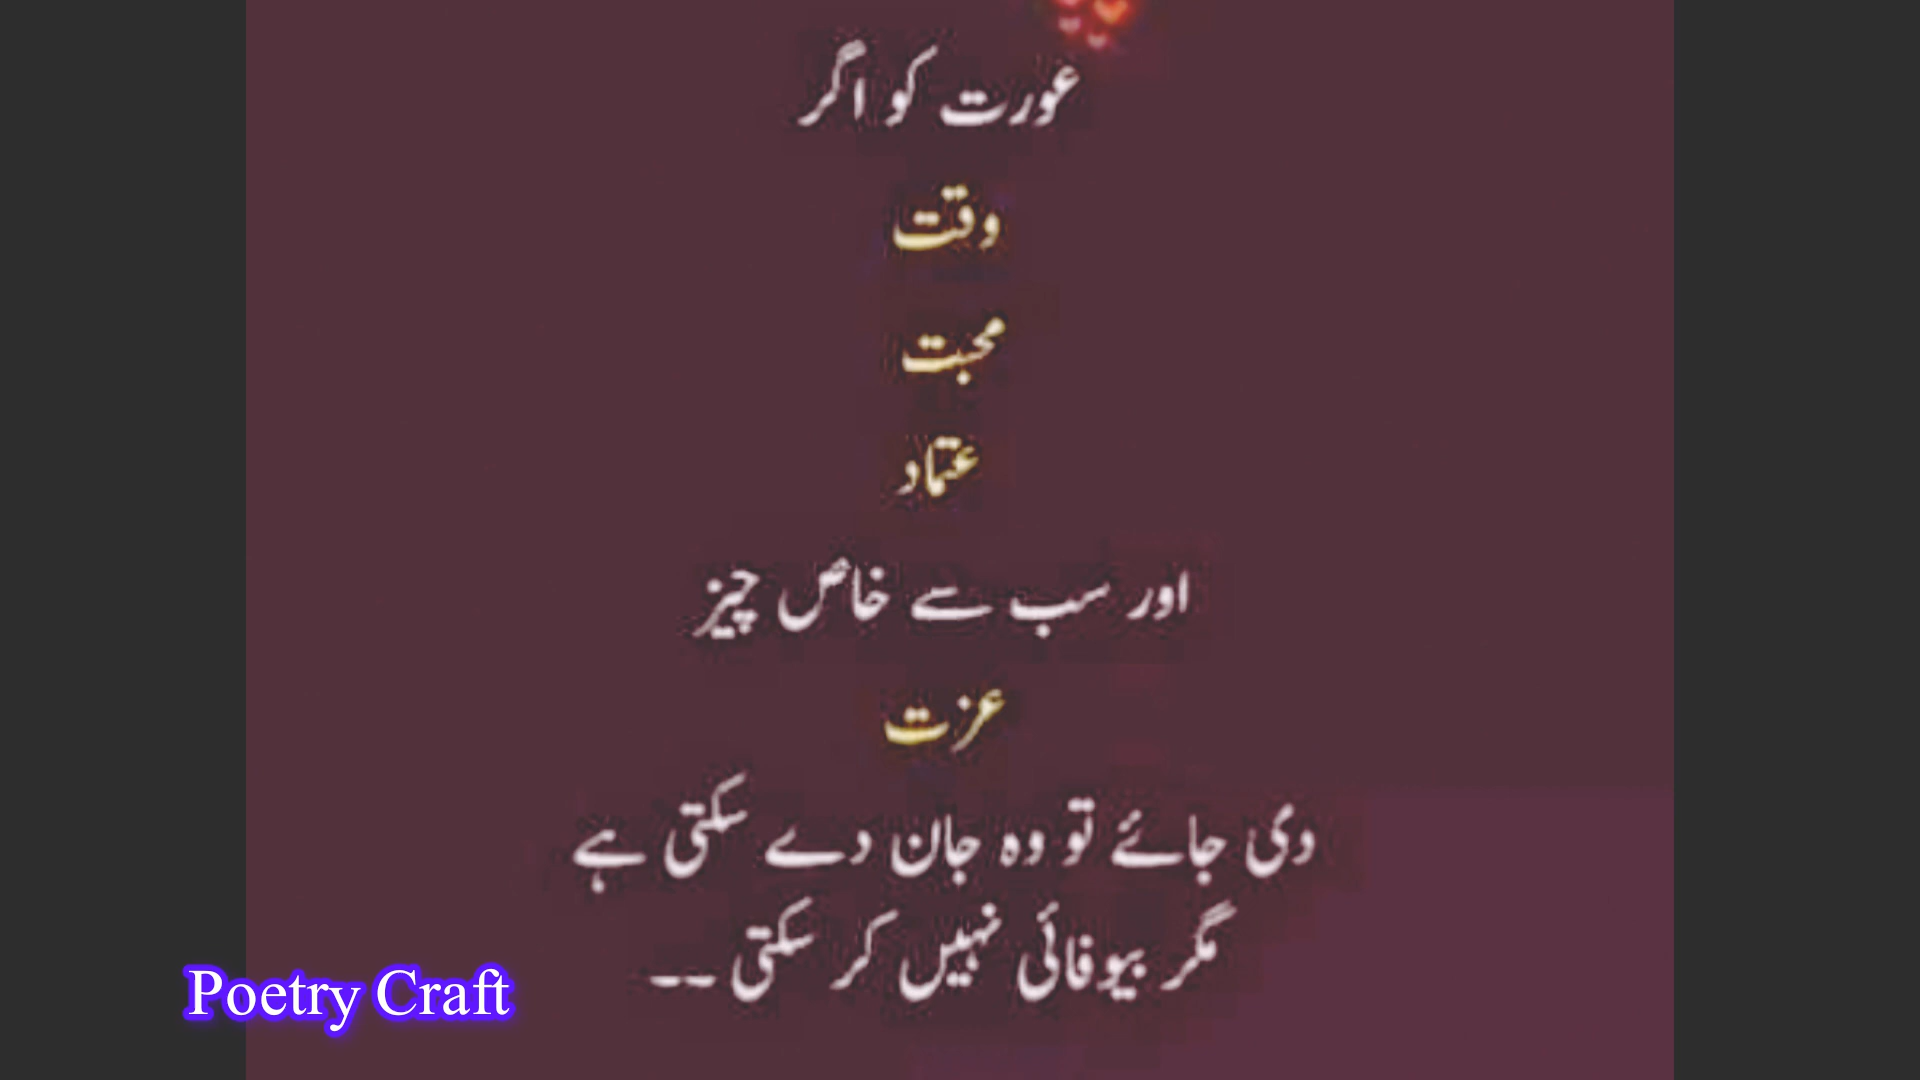 عورت کو اگر
وقت
محبت
عتماد
اور سب سے خاص چیز
عزت
دی جائے تو وہ جان دے سکتی ہے
مگر بیوفائی نہیں کر سکتی --
Poetry Craft